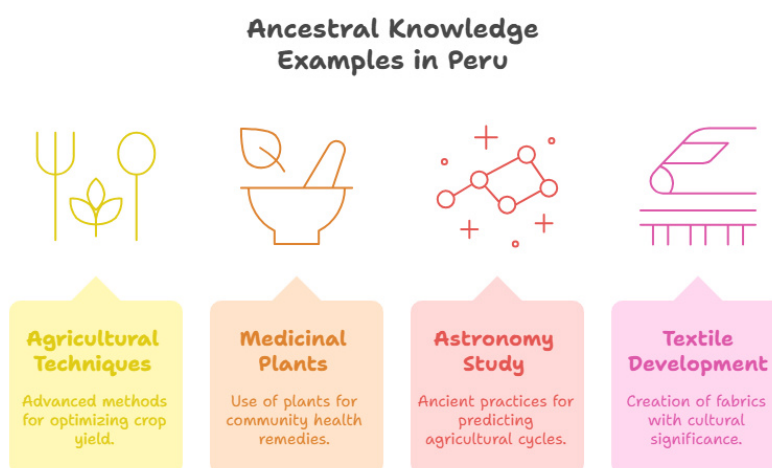 Ancestral Knowledge
Examples in Peru
Agricultural
Techniques
Advanced methods
for optimizing crop
yield.
Medicinal
Plants
Use of plants for
community health
remedies.
Astronomy
Study
Ancient practices for
predicting
agricultural cycles.
Textile
Development
Creation of fabrics
with cultural
significance.